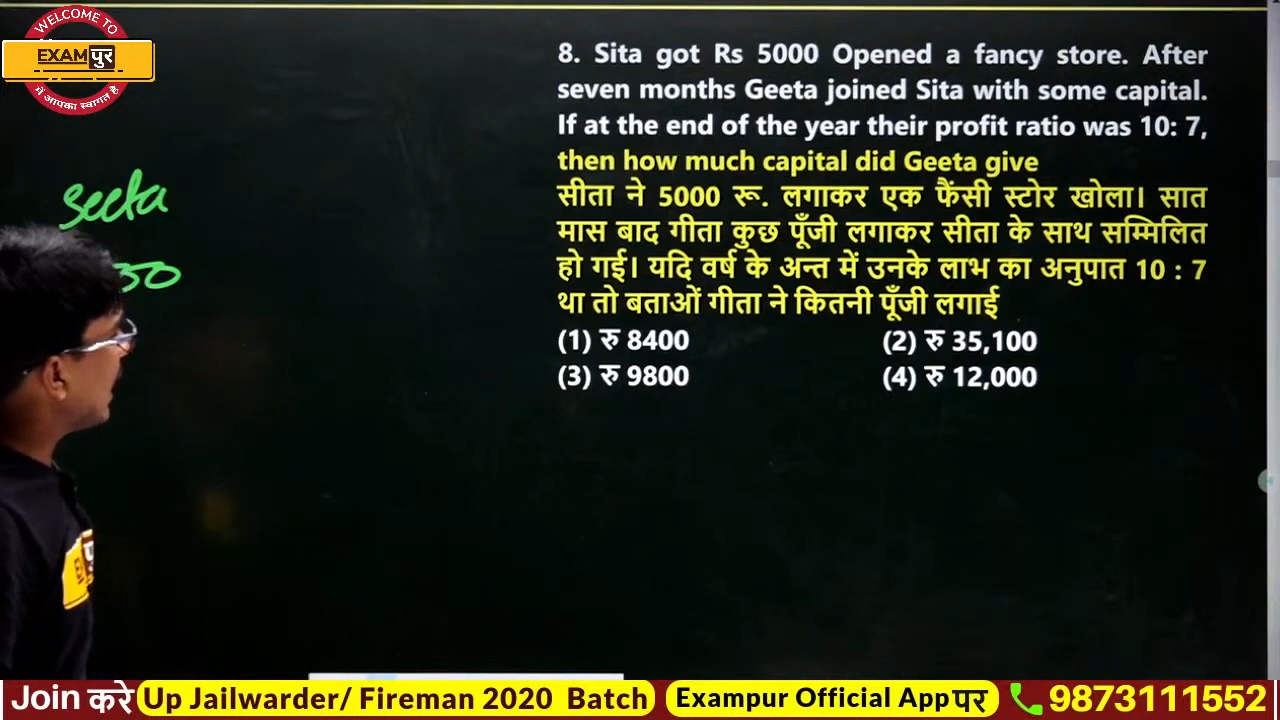 WELCOME TO
EXAMपुर
में आपका स्वागत है
seeta
8. Sita got Rs 5000 Opened a fancy store. After
seven months Geeta joined Sita with some capital.
If at the end of the year their profit ratio was 10: 7,
then how much capital did Geeta give
सीता ने 5000 रू. लगाकर एक फैंसी स्टोर खोला। सात
मास बाद गीता कुछ पूँजी लगाकर सीता के साथ सम्मिलित
हो गई। यदि वर्ष के अन्त में उनके लाभ का अनुपात 10 : 7
था तो बताओं गीता ने कितनी पूँजी लगाई
(1) रु 8400 (2) रु 35,100
(3) रु 9800 (4) रु 12,000
Join करे Up Jailwarder/ Fireman 2020 Batch Exampur Official App पर 9873111552